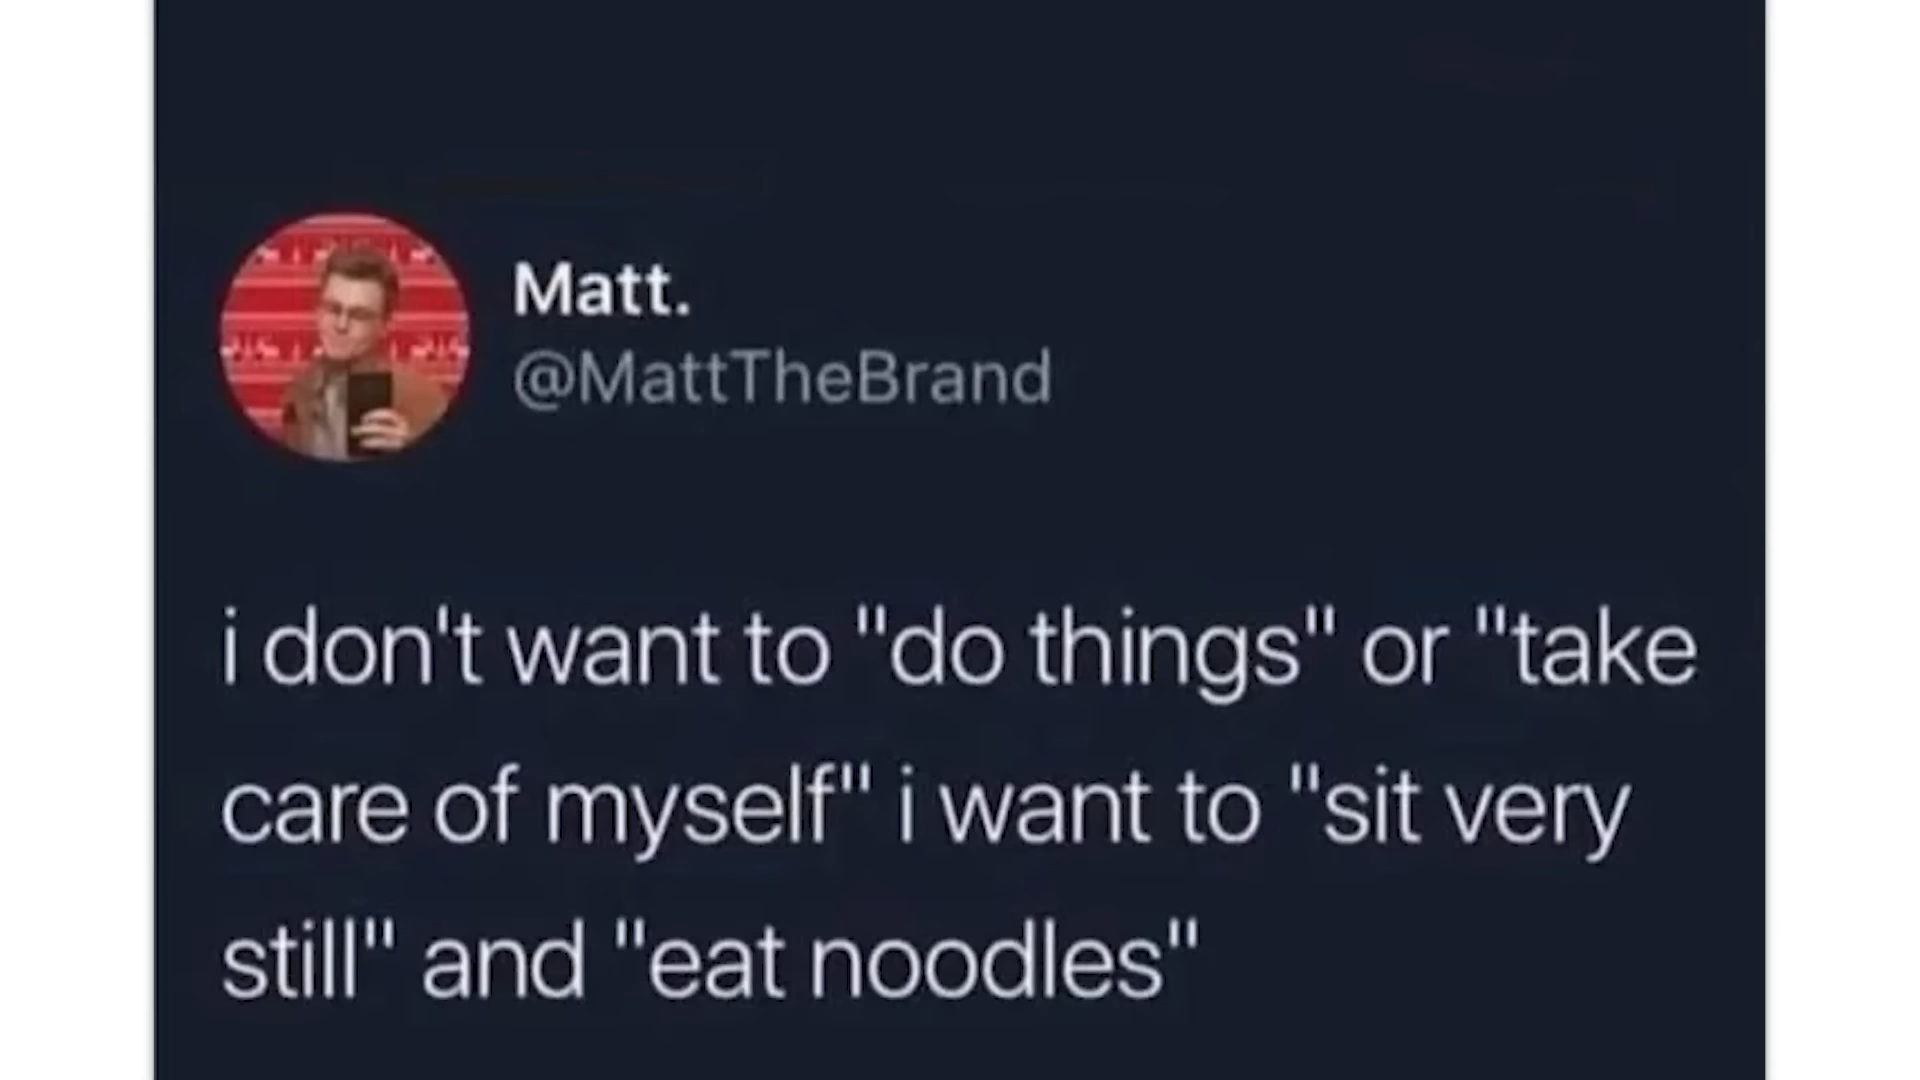 Matt.
@MattTheBrand
i don't want to "do things" or "take
care of myself" i want to "sit very
still" and "eat noodles"